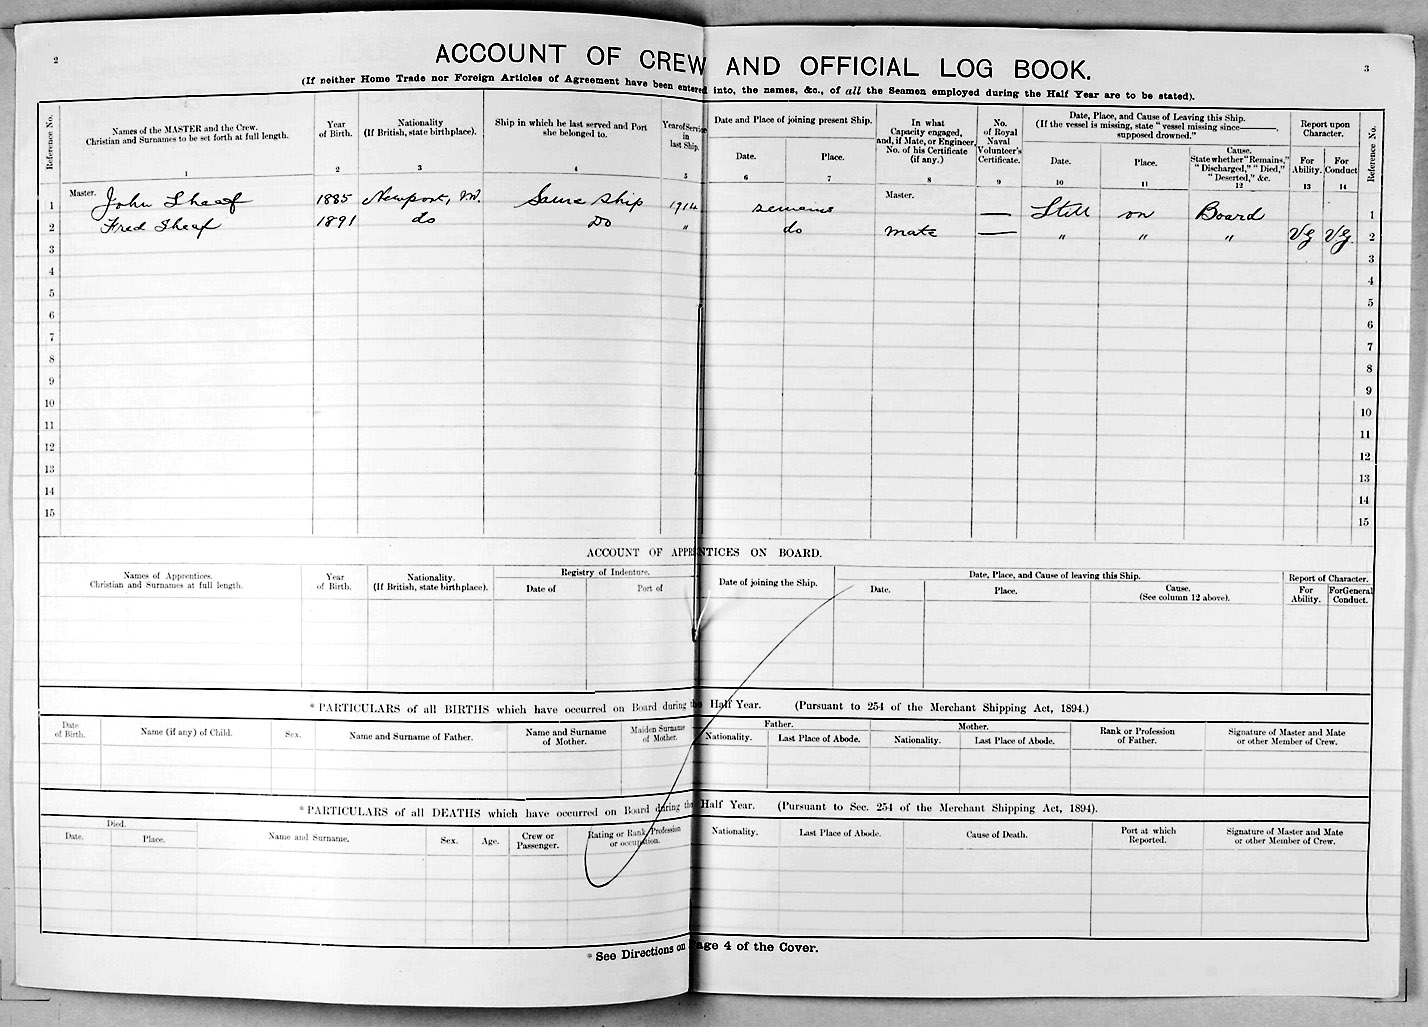 2
3
ACCOUNT OF CREW AND OFFICIAL LOG BOOK.
(If neither Home Trade nor Foreign Articles of Agreement have been entered into, the names, &c., of all the Seamen employed during the Half Year are to be stated).
Reference No.
Names of the MASTER and the Crew.
Christian and Surnames to be set forth at full length.
1
Year
of Birth.
2
Nationality
(If British, state birthplace).
3
Ship in which he last served and Port
she belonged to.
4
Year of Service
in
last Ship.
5
Date and Place of joining present Ship.
Date.
6
Place.
7
In what
Capacity engaged,
and, if Mate, or Engineer,
No. of his Certificate
(if any.)
8
No.
of Royal
Naval
Volunteer's
Certificate.
9
Date, Place, and Cause of Leaving this Ship.
(If the vessel is missing, state "vessel missing since———,
supposed drowned."
Date.
10
Place.
11
Cause.
State whether "Remains,"
"Discharged," "Died,"
"Deserted," &c.
12
Report upon
Character.
For
Ability.
13
For
Conduct
14
Reference No.
1 Master. John Sheaf 1885 Newport, Same ship 1914 remains Master. — Still on Board 1
2 Fred Sheaf 1891 do Do " do mate — " " " VG VG. 2
3 3
4 4
5 5
6 6
7 7
8 8
9 9
10 10
11 11
12 12
13 13
14 14
15 15
ACCOUNT OF APPRENTICES ON BOARD.
Names of Apprentices.
Christian and Surnames at full length.
Year
of Birth.
Nationality.
(If British, state birthplace).
Registry of Indenture.
Date of
Port of
Date of joining the Ship.
Date, Place, and Cause of leaving this Ship.
Date.
Place.
Cause.
(See column 12 above).
Report of Character.
For
Ability.
For General
Conduct.
* PARTICULARS of all BIRTHS which have occurred on Board during the Half Year. (Pursuant to 254 of the Merchant Shipping Act, 1894.)
Date
of Birth.
Name (if any) of Child.
Sex.
Name and Surname of Father.
Name and Surname
of Mother.
Maiden Surname
of Mother.
Father.
Nationality.
Last Place of Abode.
Mother.
Nationality.
Last Place of Abode.
Rank or Profession
of Father.
Signature of Master and Mate
or other Member of Crew.
* PARTICULARS of all DEATHS which have occurred on Board during the Half Year. (Pursuant to Sec. 254 of the Merchant Shipping Act, 1894).
Died.
Date.
Place.
Name and Surname.
Sex.
Age.
Crew or
Passenger.
Rating or Rank, Profession
or occupation.
Nationality.
Last Place of Abode.
Cause of Death.
Port at which
Reported.
Signature of Master and Mate
or other Member of Crew.
* See Directions on Page 4 of the Cover.